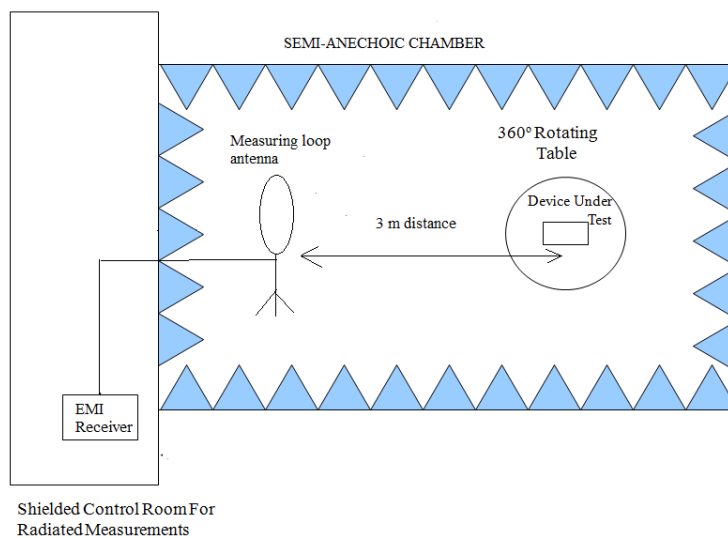 SEMI-ANECHOIC CHAMBER
Measuring loop
antenna
360º Rotating
Table
Device Under
Test
3 m distance
EMI
Receiver
Shielded Control Room For
Radiated Measurements